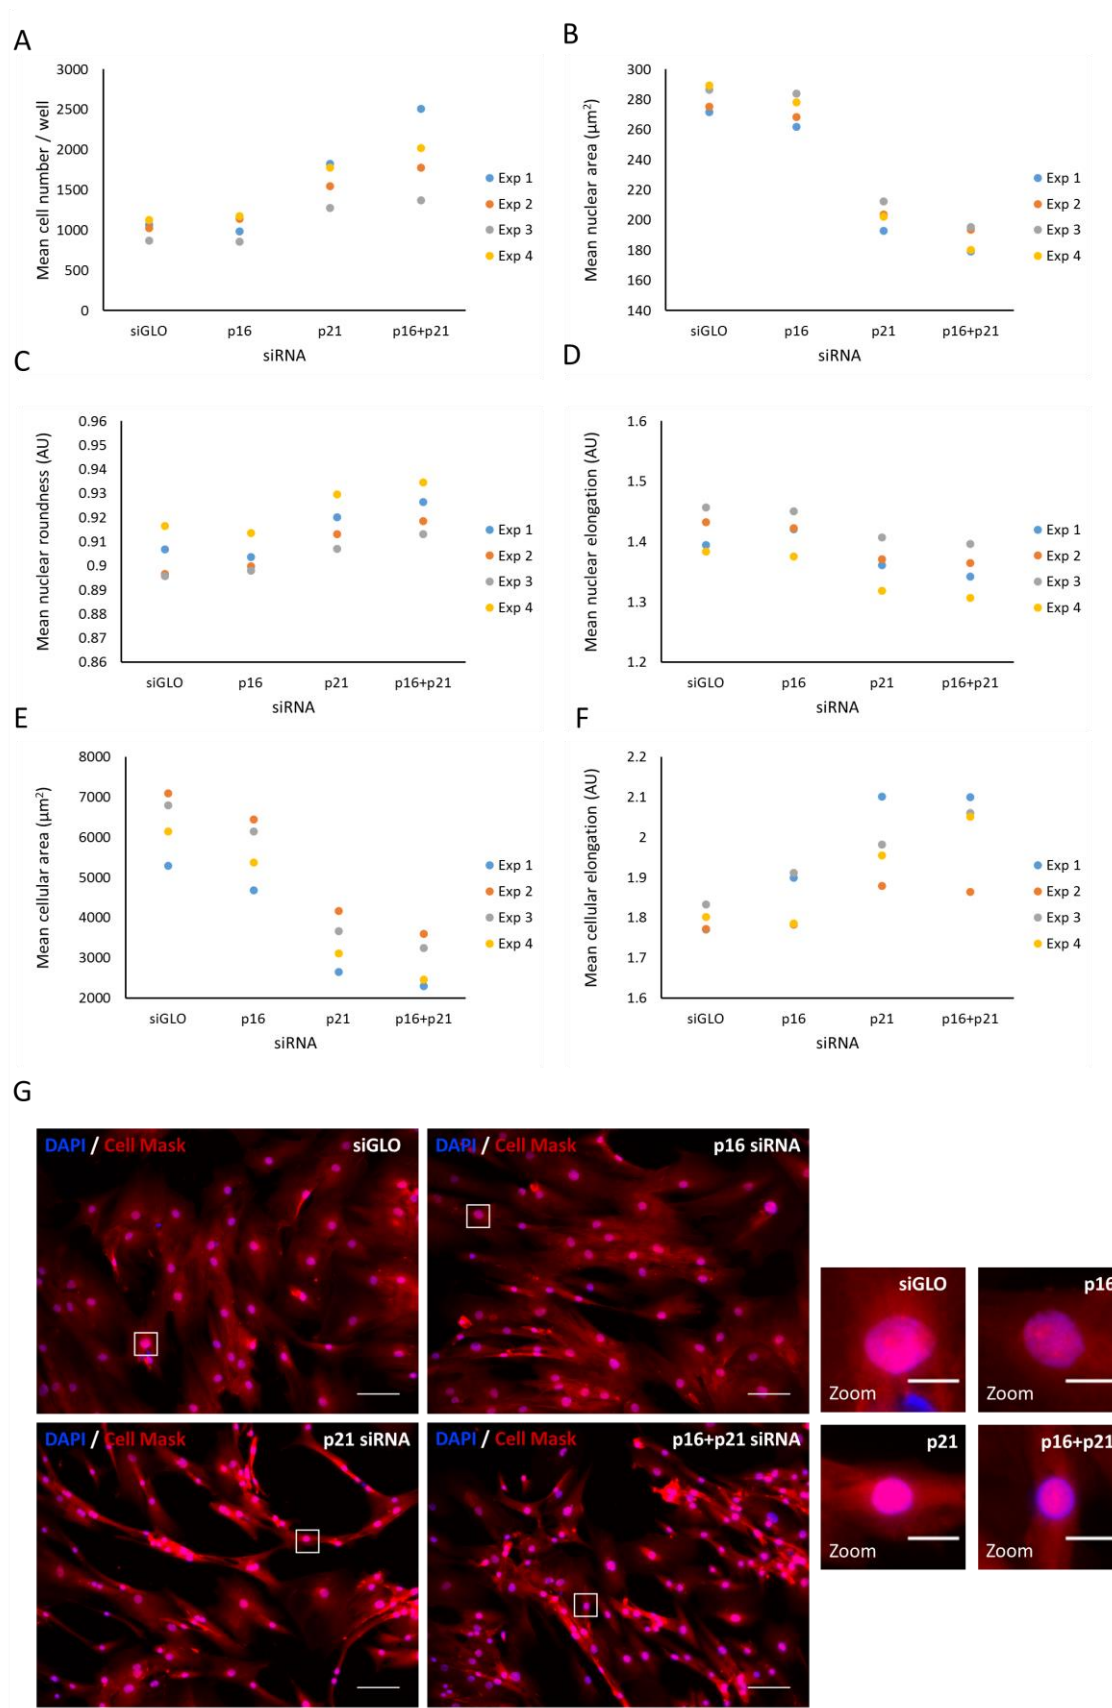 A
Mean cell number / well
3000
2500
2000
1500
1000
500
0
siGLO p16 p21 p16+p21
siRNA
Exp 1
Exp 2
Exp 3
Exp 4
B
Mean nuclear area (µm²)
300
280
260
240
220
200
180
160
140
siGLO p16 p21 p16+p21
siRNA
Exp 1
Exp 2
Exp 3
Exp 4
C
Mean nuclear roundness (AU)
0.96
0.95
0.94
0.93
0.92
0.91
0.9
0.89
0.88
0.87
0.86
siGLO p16 p21 p16+p21
siRNA
Exp 1
Exp 2
Exp 3
Exp 4
D
Mean nuclear elongation (AU)
1.6
1.5
1.4
1.3
1.2
siGLO p16 p21 p16+p21
siRNA
Exp 1
Exp 2
Exp 3
Exp 4
E
Mean cellular area (µm²)
8000
7000
6000
5000
4000
3000
2000
siGLO p16 p21 p16+p21
siRNA
Exp 1
Exp 2
Exp 3
Exp 4
F
Mean cellular elongation (AU)
2.2
2.1
2
1.9
1.8
1.7
1.6
siGLO p16 p21 p16+p21
siRNA
Exp 1
Exp 2
Exp 3
Exp 4
G
DAPI / Cell Mask siGLO
DAPI / Cell Mask p16 siRNA
DAPI / Cell Mask p21 siRNA
DAPI / Cell Mask p16+p21 siRNA
siGLO
Zoom
p16
Zoom
p21
Zoom
p16+p21
Zoom